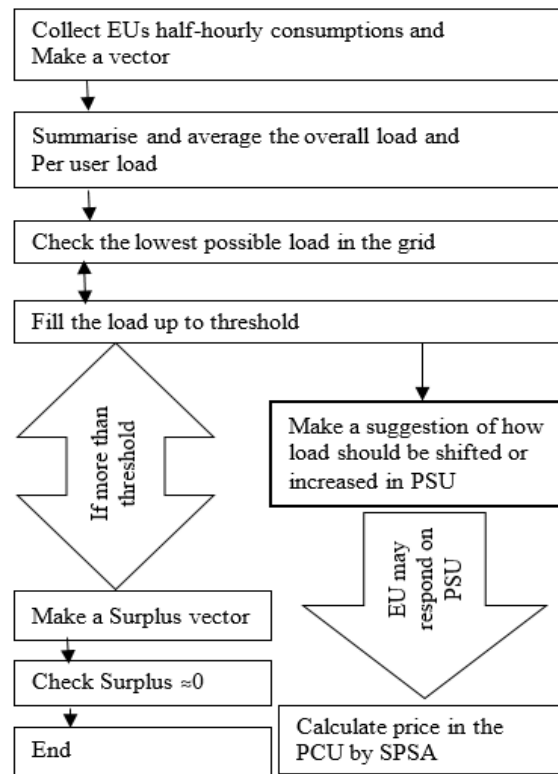 Collect EUs half-hourly consumptions and
Make a vector
Summarise and average the overall load and
Per user load
Check the lowest possible load in the grid
Fill the load up to threshold
If more than
threshold
Make a suggestion of how
load should be shifted or
increased in PSU
EU may
respond on
PSU
Make a Surplus vector
Check Surplus ≈0
End
Calculate price in the
PCU by SPSA